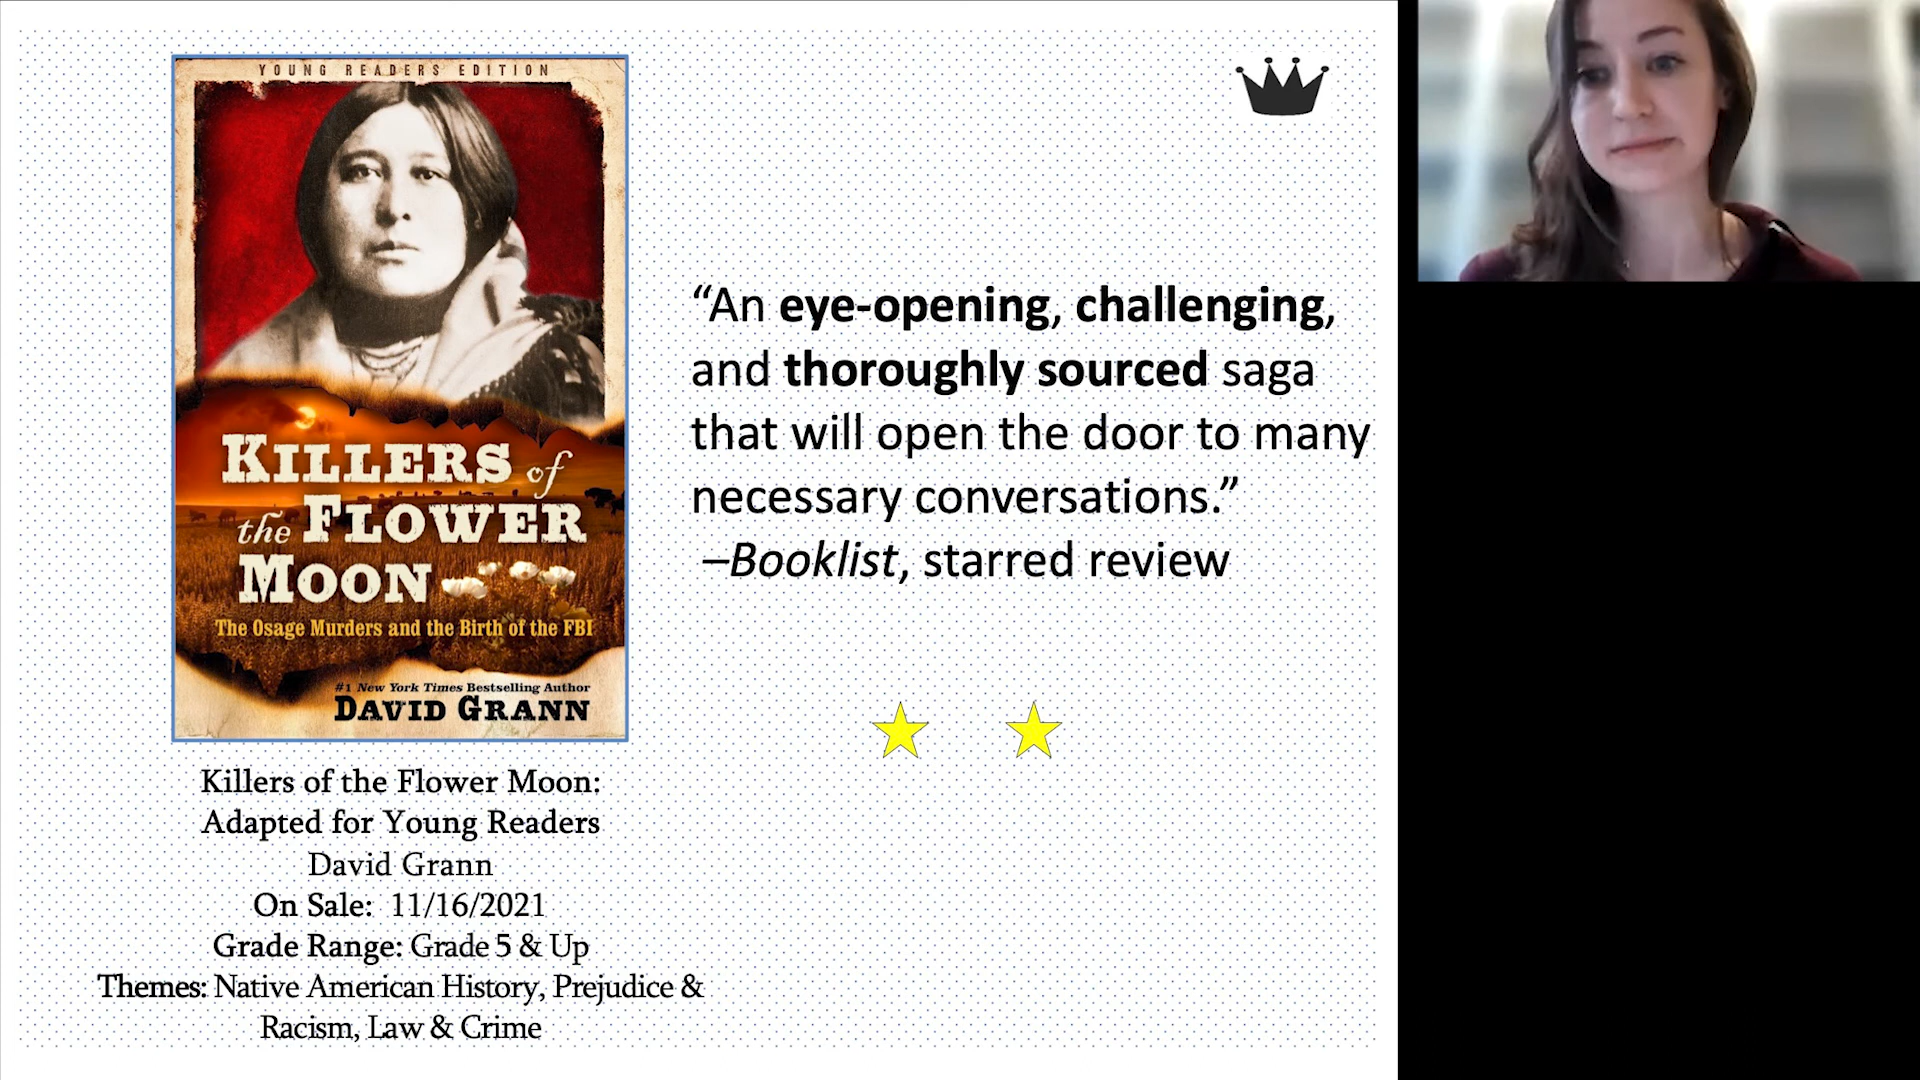 YOUNG READERS EDITION
KILLERS of
the FLOWER
MOON
The Osage Murders and the Birth of the FBI
#1 New York Times Bestselling Author
DAVID GRANN
Killers of the Flower Moon:
Adapted for Young Readers
David Grann
On Sale: 11/16/2021
Grade Range: Grade 5 & Up
Themes: Native American History, Prejudice &
Racism, Law & Crime
“An eye-opening, challenging,
and thoroughly sourced saga
that will open the door to many
necessary conversations.”
–Booklist, starred review